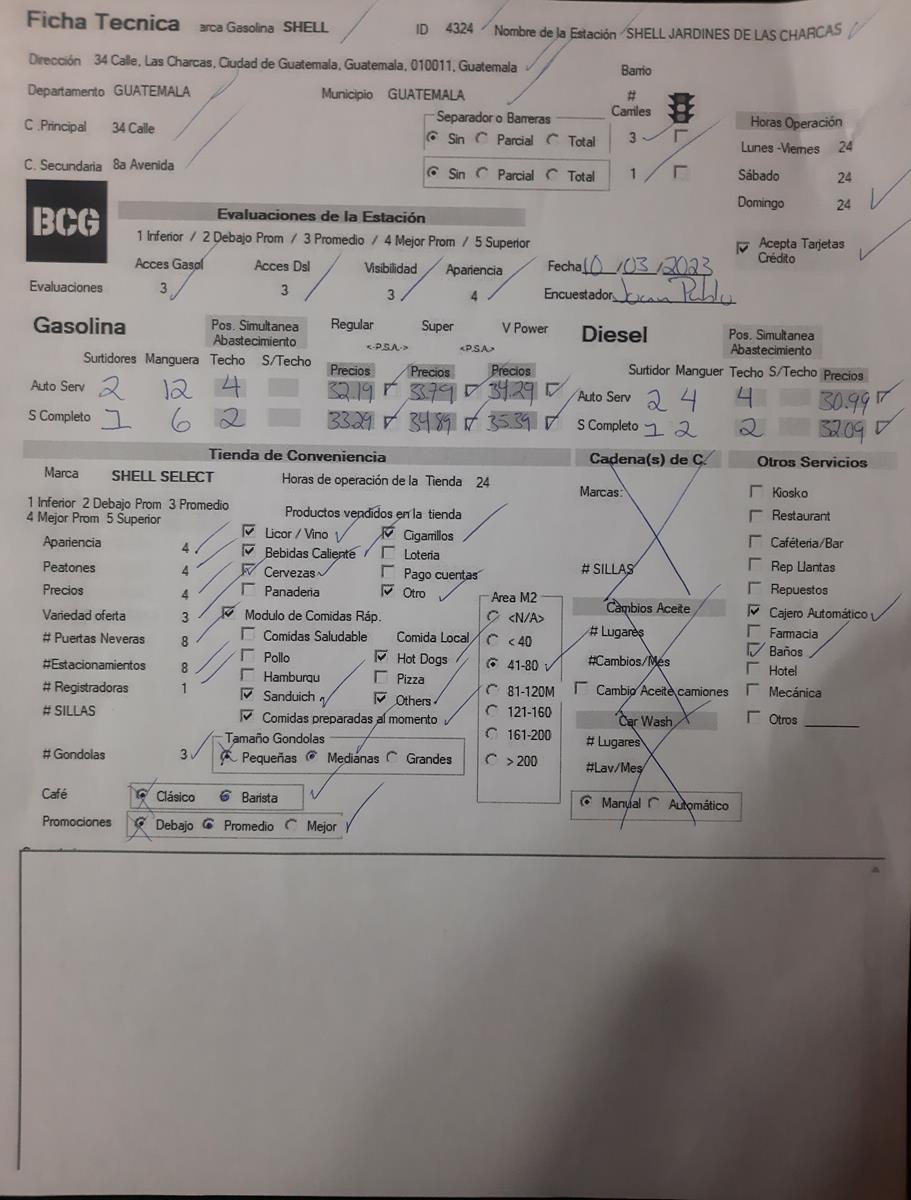 Ficha Tecnica arca Gasolina SHELL ID 4324 Nombre de la Estación SHELL JARDINES DE LAS CHARCAS
Dirección 34 Calle, Las Charcas, Ciudad de Guatemala, Guatemala, 010011, Guatemala Barrio
Departamento GUATEMALA Municipio GUATEMALA # Carriles
Separador o Barreras
C .Principal 34 Calle Sin Parcial Total 3
C. Secundaria 8a Avenida Sin Parcial Total 1
Horas Operación
Lunes -Viernes 24
Sábado 24
Domingo 24
Acepta Tarjetas Crédito
BCG
Evaluaciones de la Estación
1 Inferior / 2 Debajo Prom / 3 Promedio / 4 Mejor Prom / 5 Superior
Acces Gasol Acces Dsl Visibilidad Apariencia
Evaluaciones 3 3 3 4
Fecha 10/03/2023
Encuestador Juan Pablo
Gasolina Pos. Simultanea Abastecimiento Regular Super V Power
<-P.S.A-> <P.S.A>
Surtidores Manguera Techo S/Techo Precios Precios Precios
Auto Serv 2 12 4 32.19 33.79 34.29
S Completo 1 6 2 33.29 34.89 35.39
Diesel Pos. Simultanea Abastecimiento
Surtidor Manguer Techo S/Techo Precios
Auto Serv 2 4 4 30.99
S Completo 1 2 2 32.09
Tienda de Conveniencia
Marca SHELL SELECT Horas de operación de la Tienda 24
1 Inferior 2 Debajo Prom 3 Promedio
4 Mejor Prom 5 Superior
Apariencia 4
Peatones 4
Precios 4
Variedad oferta 3
# Puertas Neveras 8
#Estacionamientos 8
# Registradoras 1
# SILLAS
# Gondolas 3
Productos vendidos en la tienda
Licor / Vino Cigarrillos
Bebidas Caliente Loteria
Cervezas Pago cuentas
Panaderia Otro
Modulo de Comidas Ráp.
Comidas Saludable Comida Local
Pollo Hot Dogs
Hamburqu Pizza
Sanduich Others
Comidas preparadas al momento
Tamaño Gondolas
Pequeñas Medianas Grandes
Café Clásico Barista
Promociones Debajo Promedio Mejor
Area M2
<N/A>
< 40
41-80
81-120M
121-160
161-200
> 200
Cadena(s) de C.
Marcas:
# SILLAS
Cambios Aceite
# Lugares
#Cambios/Mes
Cambio Aceite camiones
Car Wash
# Lugares
#Lav/Mes
Manual Automático
Otros Servicios
Kiosko
Restaurant
Caféteria/Bar
Rep Llantas
Repuestos
Cajero Automático
Farmacia
Baños
Hotel
Mecánica
Otros